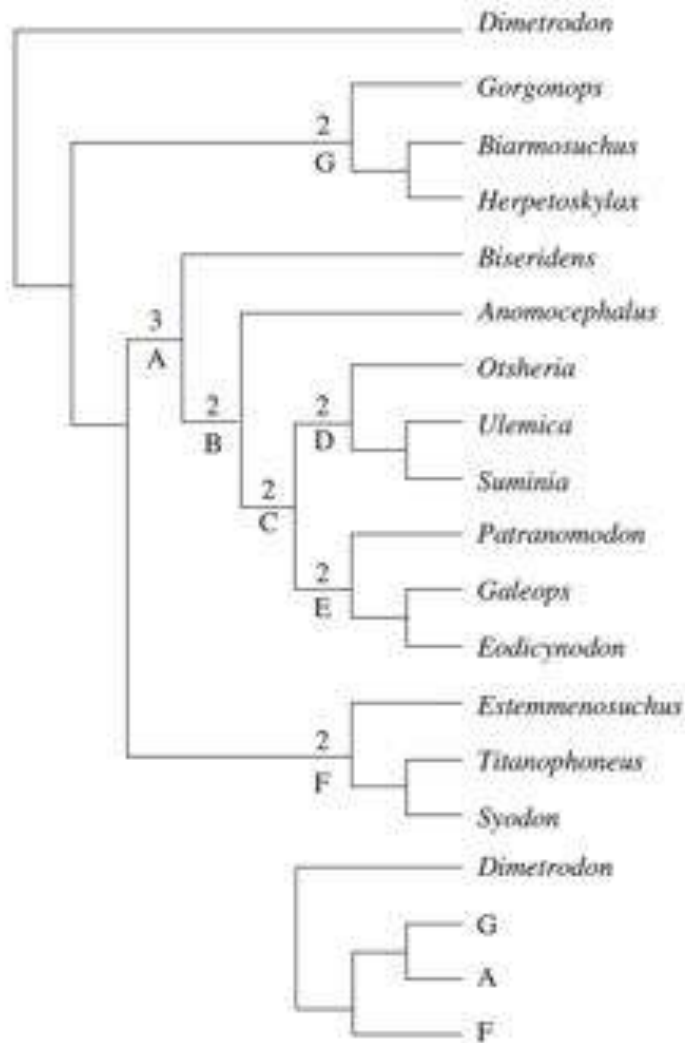 Dimetrodon
Gorgonops
2
G
Biarmosuchus
Herpetoskylax
Biseridens
3
A
Anomocephalus
Otsheria
2
B
2
D
Ulemica
Suminia
2
C
Patranomodon
2
E
Galeops
Eodicynodon
Estemmenosuchus
2
F
Titanophoneus
Syodon
Dimetrodon
G
A
F